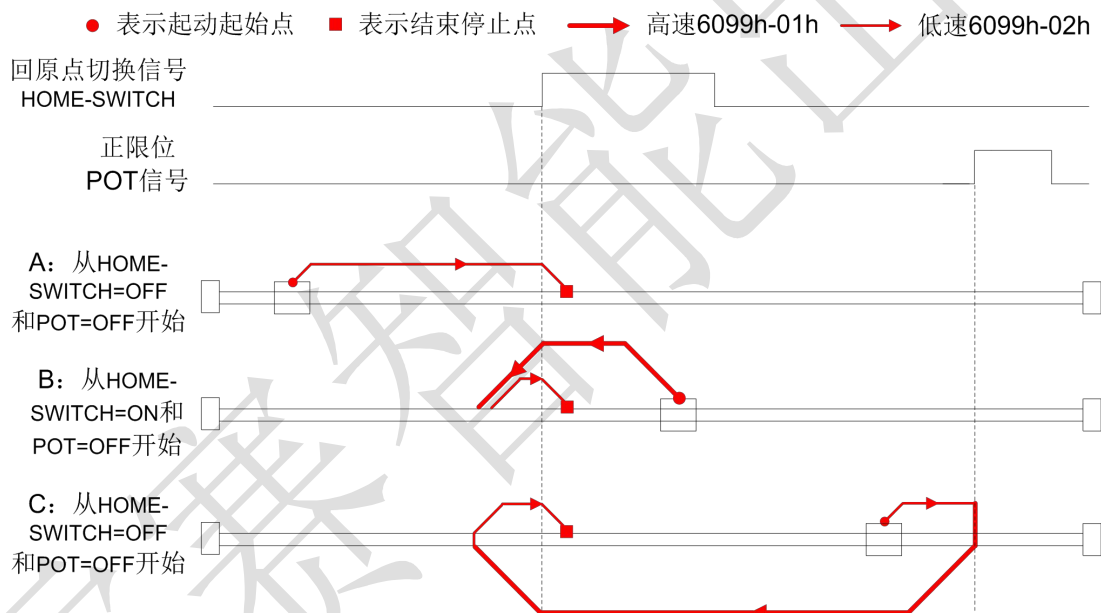 表示起动起始点 表示结束停止点 高速6099h-01h 低速6099h-02h
回原点切换信号
HOME-SWITCH
正限位
POT信号
A：从HOME-
SWITCH=OFF
和POT=OFF开始
B：从HOME-
SWITCH=ON和
POT=OFF开始
C：从HOME-
SWITCH=OFF
和POT=OFF开始
赛智能